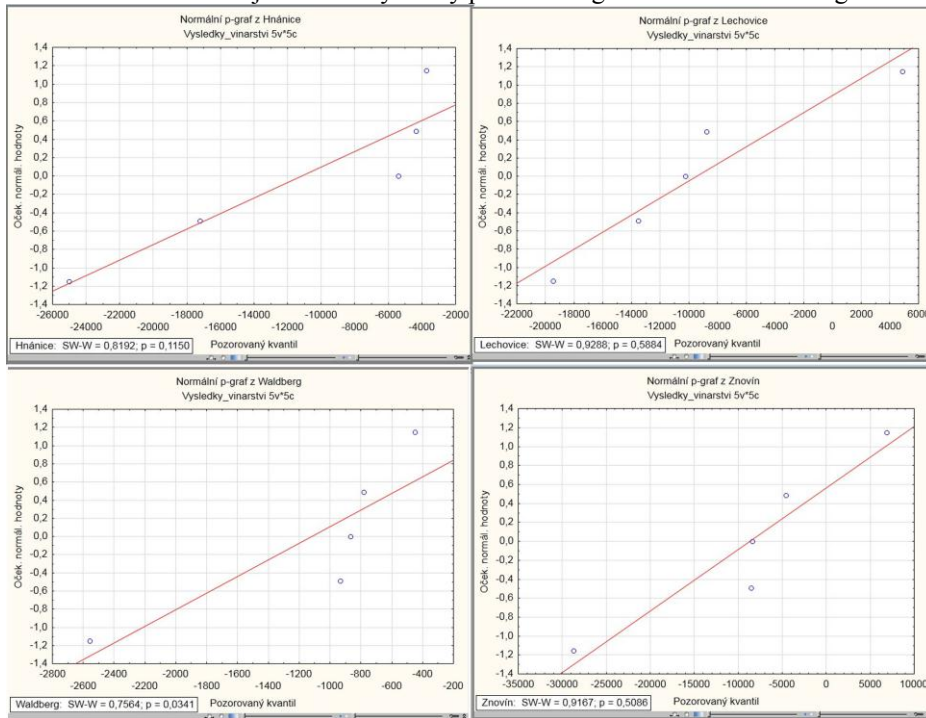 Normální p-graf z Hnánice
Vysledky_vinarstvi 5v*5c
1,4
1,2
1,0
0,8
0,6
0,4
0,2
0,0
-0,2
-0,4
-0,6
-0,8
-1,0
-1,2
-1,4
Oček. normál. hodnoty
-26000 -22000 -18000 -14000 -10000 -6000 -2000
-24000 -20000 -16000 -12000 -8000 -4000
Hnánice: SW-W = 0,8192; p = 0,1150
Pozorovaný kvantil
Normální p-graf z Lechovice
Vysledky_vinarstvi 5v*5c
1,4
1,2
1,0
0,8
0,6
0,4
0,2
0,0
-0,2
-0,4
-0,6
-0,8
-1,0
-1,2
-1,4
Oček. normál. hodnoty
-22000 -18000 -14000 -10000 -6000 -2000 2000 6000
-20000 -16000 -12000 -8000 -4000 0 4000
Lechovice: SW-W = 0,9288; p = 0,5884
Pozorovaný kvantil
Normální p-graf z Waldberg
Vysledky_vinarstvi 5v*5c
1,4
1,2
1,0
0,8
0,6
0,4
0,2
0,0
-0,2
-0,4
-0,6
-0,8
-1,0
-1,2
-1,4
Oček. normál. hodnoty
-2800 -2600 -2400 -2200 -2000 -1800 -1600 -1400 -1200 -1000 -800 -600 -400 -200
Pozorovaný kvantil
Waldberg: SW-W = 0,7564; p = 0,0341
Normální p-graf z Znovín
Vysledky_vinarstvi 5v*5c
1,4
1,2
1,0
0,8
0,6
0,4
0,2
0,0
-0,2
-0,4
-0,6
-0,8
-1,0
-1,2
-1,4
Oček. normál. hodnoty
-35000 -30000 -25000 -20000 -15000 -10000 -5000 0 5000 10000
Pozorovaný kvantil
Znovín: SW-W = 0,9167; p = 0,5086